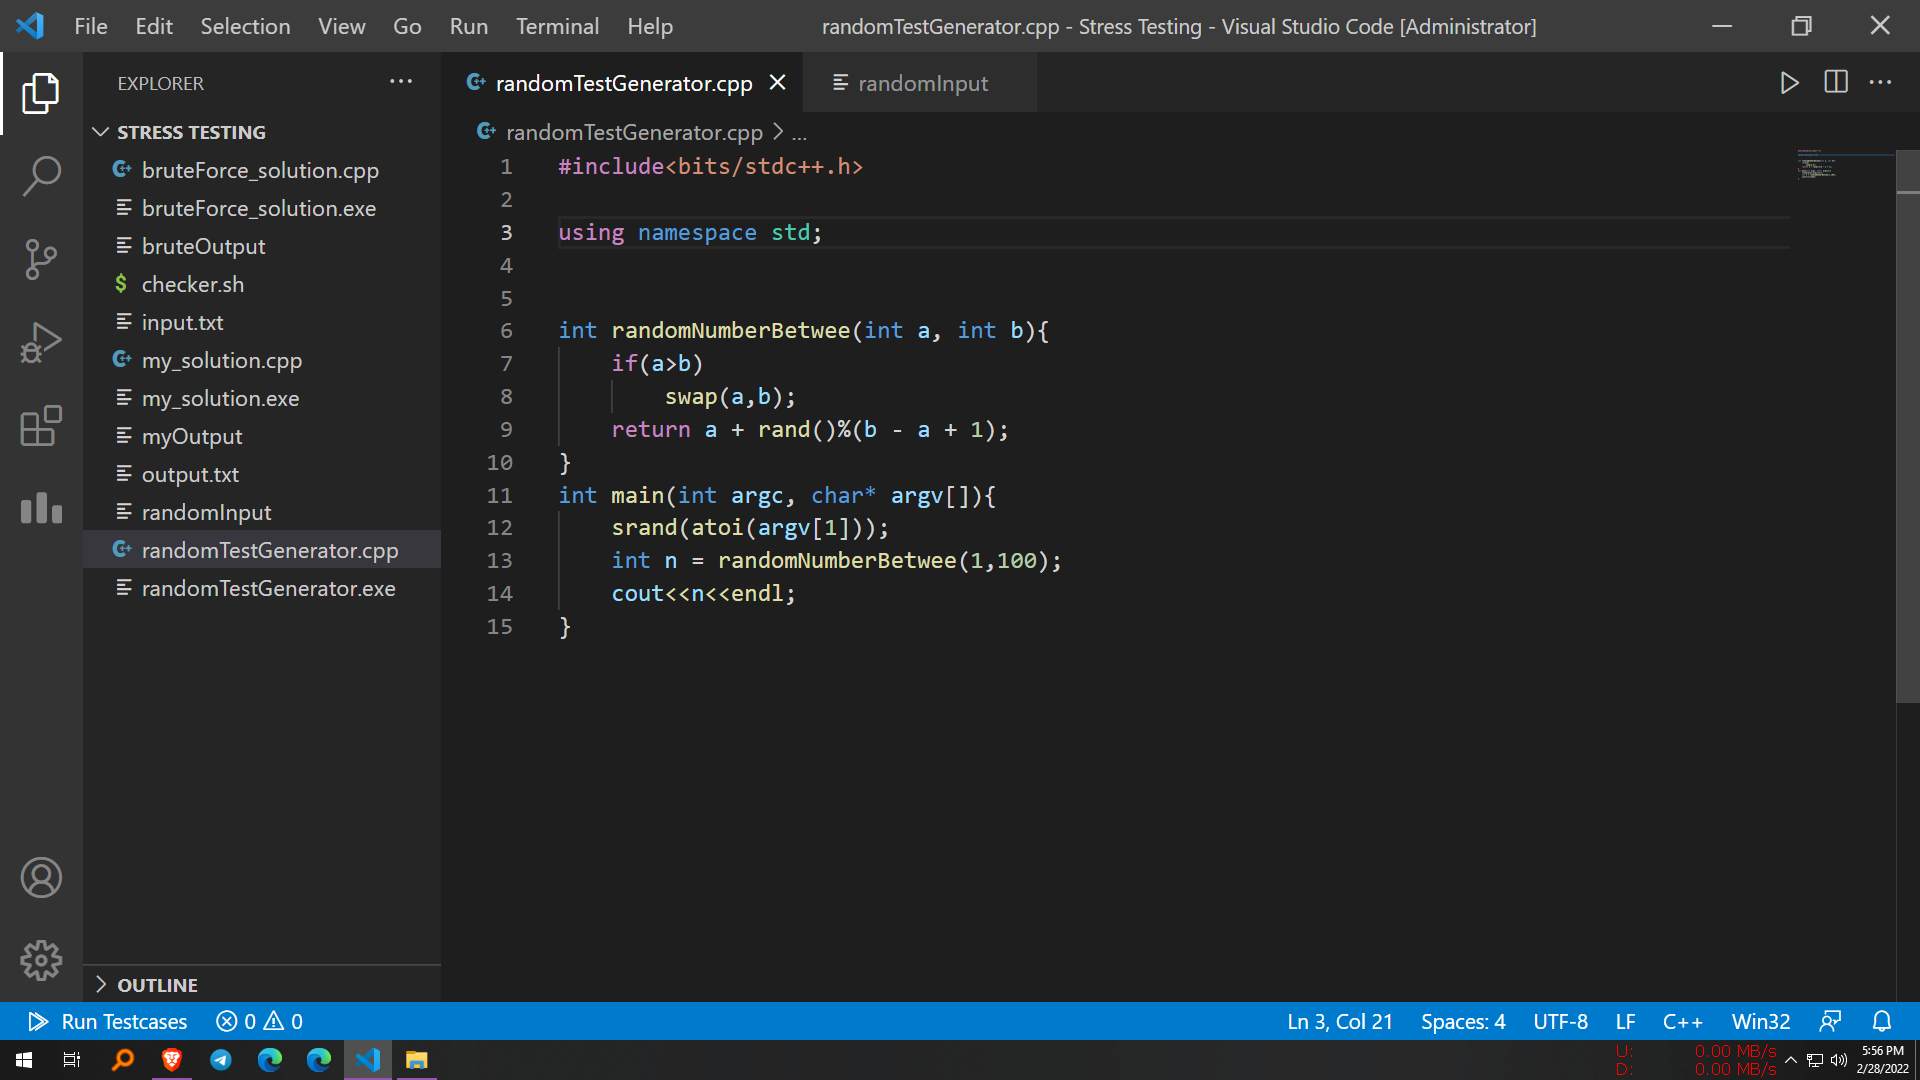 File Edit Selection View Go Run Terminal Help randomTestGenerator.cpp - Stress Testing - Visual Studio Code [Administrator]
EXPLORER
STRESS TESTING
bruteForce_solution.cpp
bruteForce_solution.exe
bruteOutput
checker.sh
input.txt
my_solution.cpp
my_solution.exe
myOutput
output.txt
randomInput
randomTestGenerator.cpp
randomTestGenerator.exe
OUTLINE
randomTestGenerator.cpp randomInput
randomTestGenerator.cpp > ...
1 #include<bits/stdc++.h>
2
3 using namespace std;
4
5
6 int randomNumberBetwee(int a, int b){
7     if(a>b)
8         swap(a,b);
9     return a + rand()%(b - a + 1);
10 }
11 int main(int argc, char* argv[]){
12     srand(atoi(argv[1]));
13     int n = randomNumberBetwee(1,100);
14     cout<<n<<endl;
15 }
Run Testcases 0 0 Ln 3, Col 21 Spaces: 4 UTF-8 LF C++ Win32
U: 0.00 MB/s
D: 0.00 MB/s
5:56 PM
2/28/2022